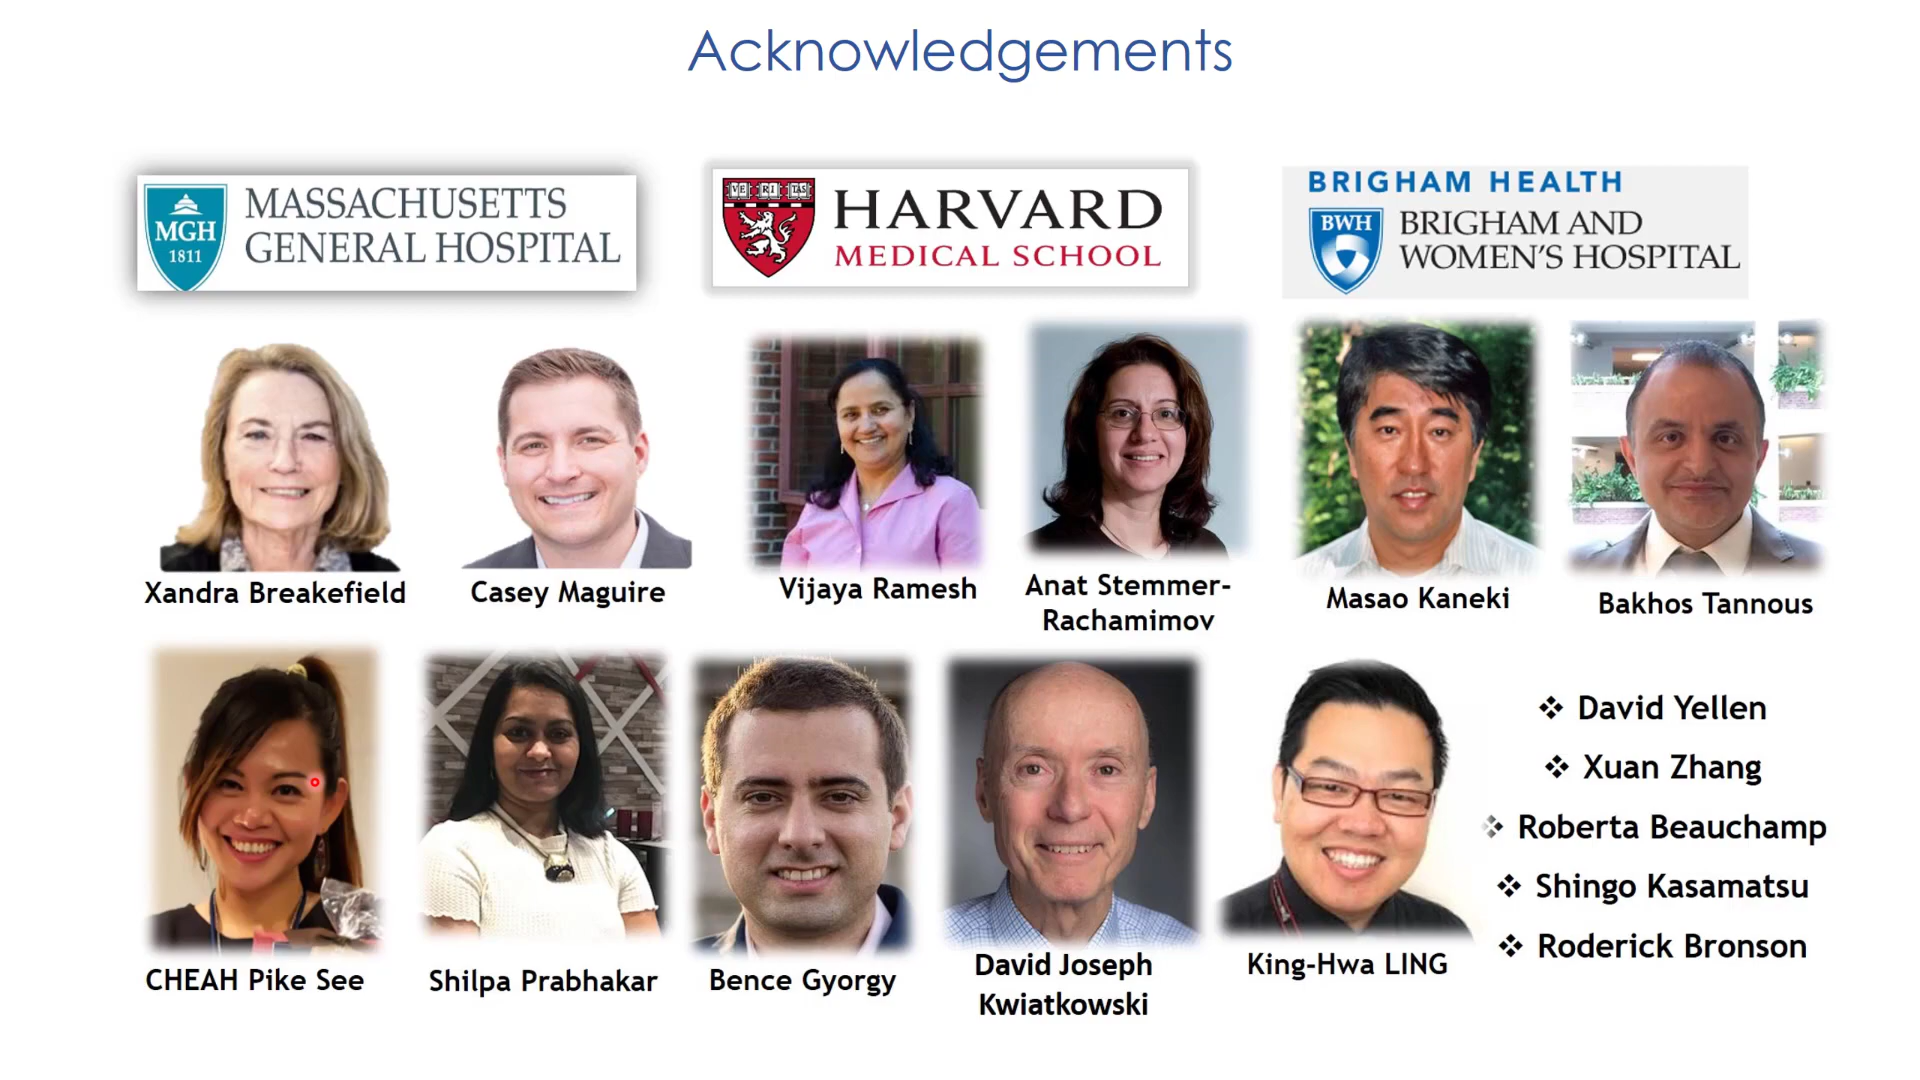 Acknowledgements
MGH
1811
MASSACHUSETTS
GENERAL HOSPITAL
VE RI TAS
HARVARD
MEDICAL SCHOOL
BRIGHAM HEALTH
BWH
BRIGHAM AND
WOMEN'S HOSPITAL
Xandra Breakefield
Casey Maguire
Vijaya Ramesh
Anat Stemmer-
Rachamimov
Masao Kaneki
Bakhos Tannous
CHEAH Pike See
Shilpa Prabhakar
Bence Gyorgy
David Joseph
Kwiatkowski
King-Hwa LING
❖ David Yellen
❖ Xuan Zhang
❖ Roberta Beauchamp
❖ Shingo Kasamatsu
❖ Roderick Bronson